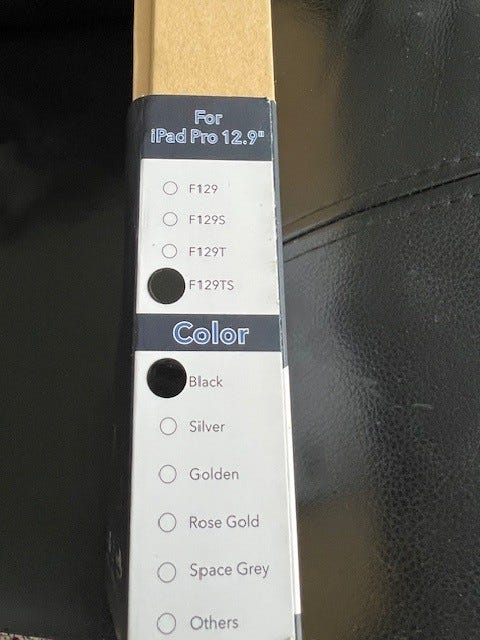 For
iPad Pro 12.9"
F129
F129S
F129T
F129TS
Color
Black
Silver
Golden
Rose Gold
Space Grey
Others